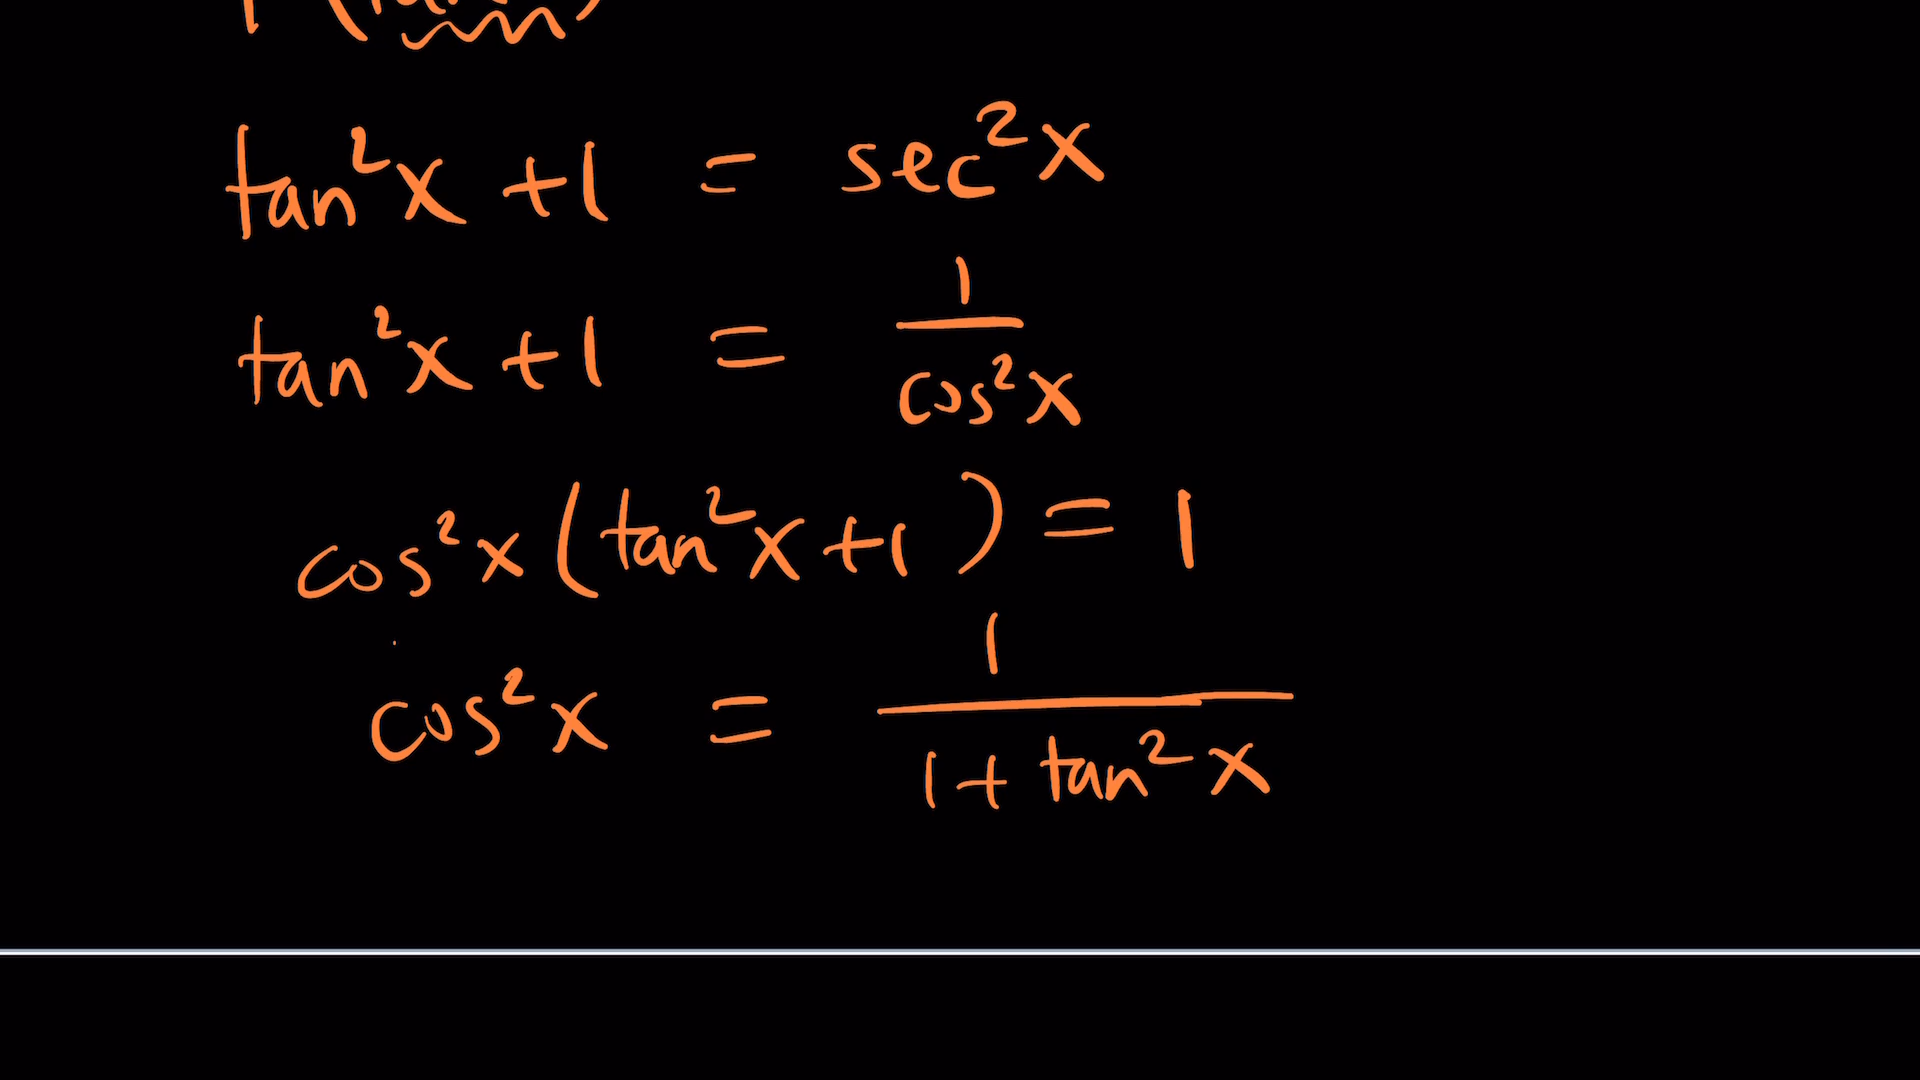 tan²x + 1 = sec²x
tan²x + 1 = 1/cos²x
cos²x (tan²x + 1) = 1
cos²x = 1/(1 + tan²x)